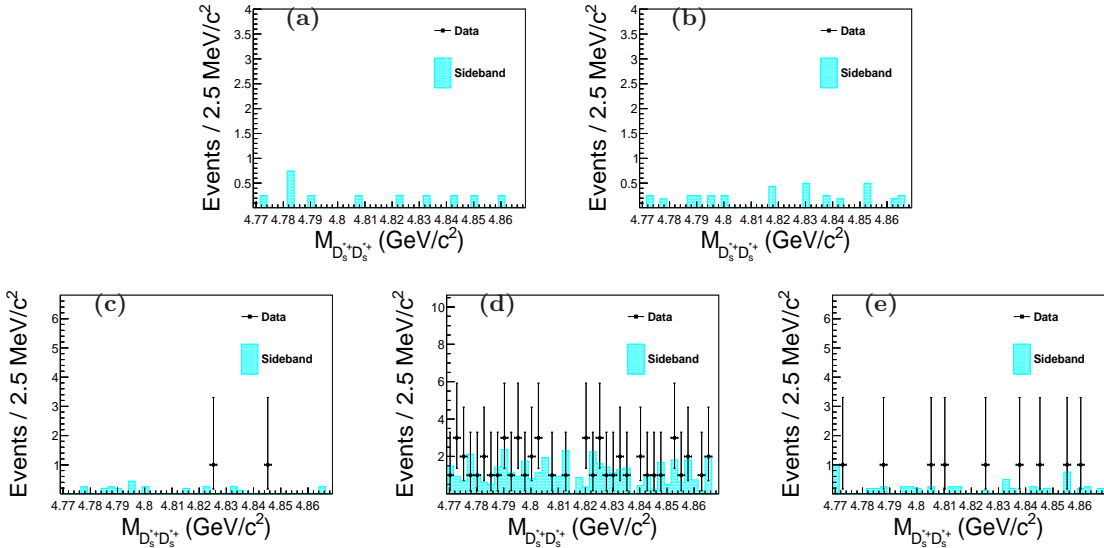 (a)
Events / 2.5 MeV/c²
4
3.5
3
2.5
2
1.5
1
0.5
Data
Sideband
4.77 4.78 4.79 4.8 4.81 4.82 4.83 4.84 4.85 4.86
M_{D_s^{*+}D_s^{*+}} (GeV/c²)
(b)
Events / 2.5 MeV/c²
4
3.5
3
2.5
2
1.5
1
0.5
Data
Sideband
4.77 4.78 4.79 4.8 4.81 4.82 4.83 4.84 4.85 4.86
M_{D_s^{*+}D_s^{*+}} (GeV/c²)
(c)
Events / 2.5 MeV/c²
6
5
4
3
2
1
Data
Sideband
4.77 4.78 4.79 4.8 4.81 4.82 4.83 4.84 4.85 4.86
M_{D_s^{*+}D_s^{*+}} (GeV/c²)
(d)
Events / 2.5 MeV/c²
10
8
6
4
2
Data
Sideband
4.77 4.78 4.79 4.8 4.81 4.82 4.83 4.84 4.85 4.86
M_{D_s^{*+}D_s^{*+}} (GeV/c²)
(e)
Events / 2.5 MeV/c²
6
5
4
3
2
1
Data
Sideband
4.77 4.78 4.79 4.8 4.81 4.82 4.83 4.84 4.85 4.86
M_{D_s^{*+}D_s^{*+}} (GeV/c²)